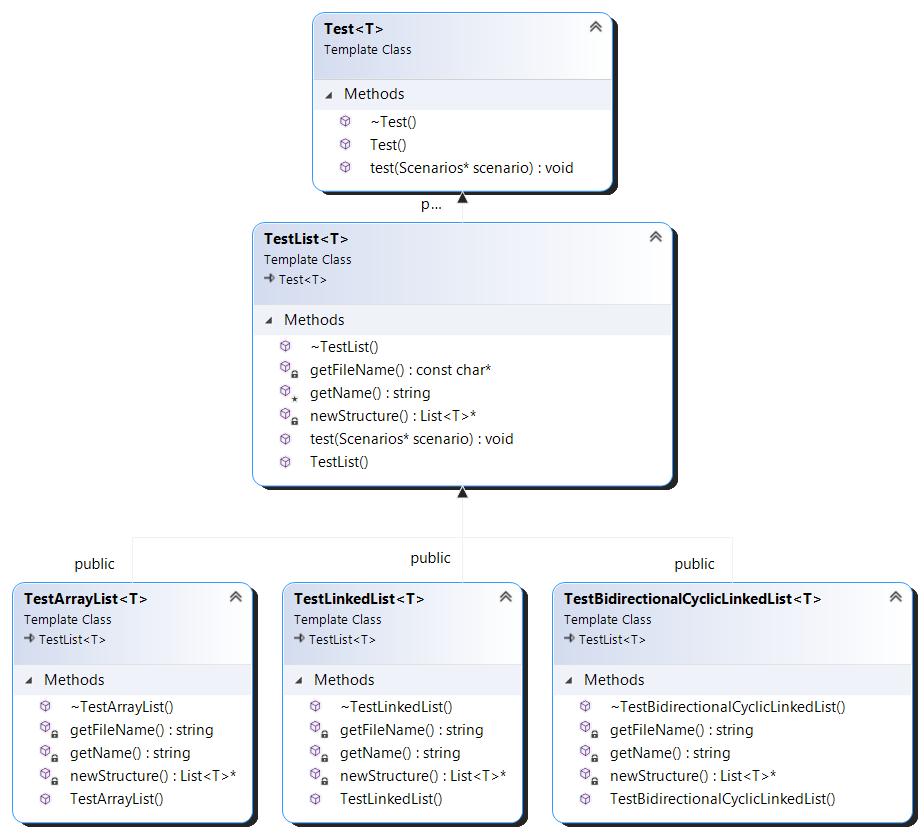 Test<T>
Template Class
Methods
~Test()
Test()
test(Scenarios* scenario) : void
p...
TestList<T>
Template Class
Test<T>
Methods
~TestList()
getFileName() : const char*
getName() : string
newStructure() : List<T>*
test(Scenarios* scenario) : void
TestList()
public
public
public
TestArrayList<T>
Template Class
TestList<T>
Methods
~TestArrayList()
getFileName() : string
getName() : string
newStructure() : List<T>*
TestArrayList()
TestLinkedList<T>
Template Class
TestList<T>
Methods
~TestLinkedList()
getFileName() : string
getName() : string
newStructure() : List<T>*
TestLinkedList()
TestBidirectionalCyclicLinkedList<T>
Template Class
TestList<T>
Methods
~TestBidirectionalCyclicLinkedList()
getFileName() : string
getName() : string
newStructure() : List<T>*
TestBidirectionalCyclicLinkedList()